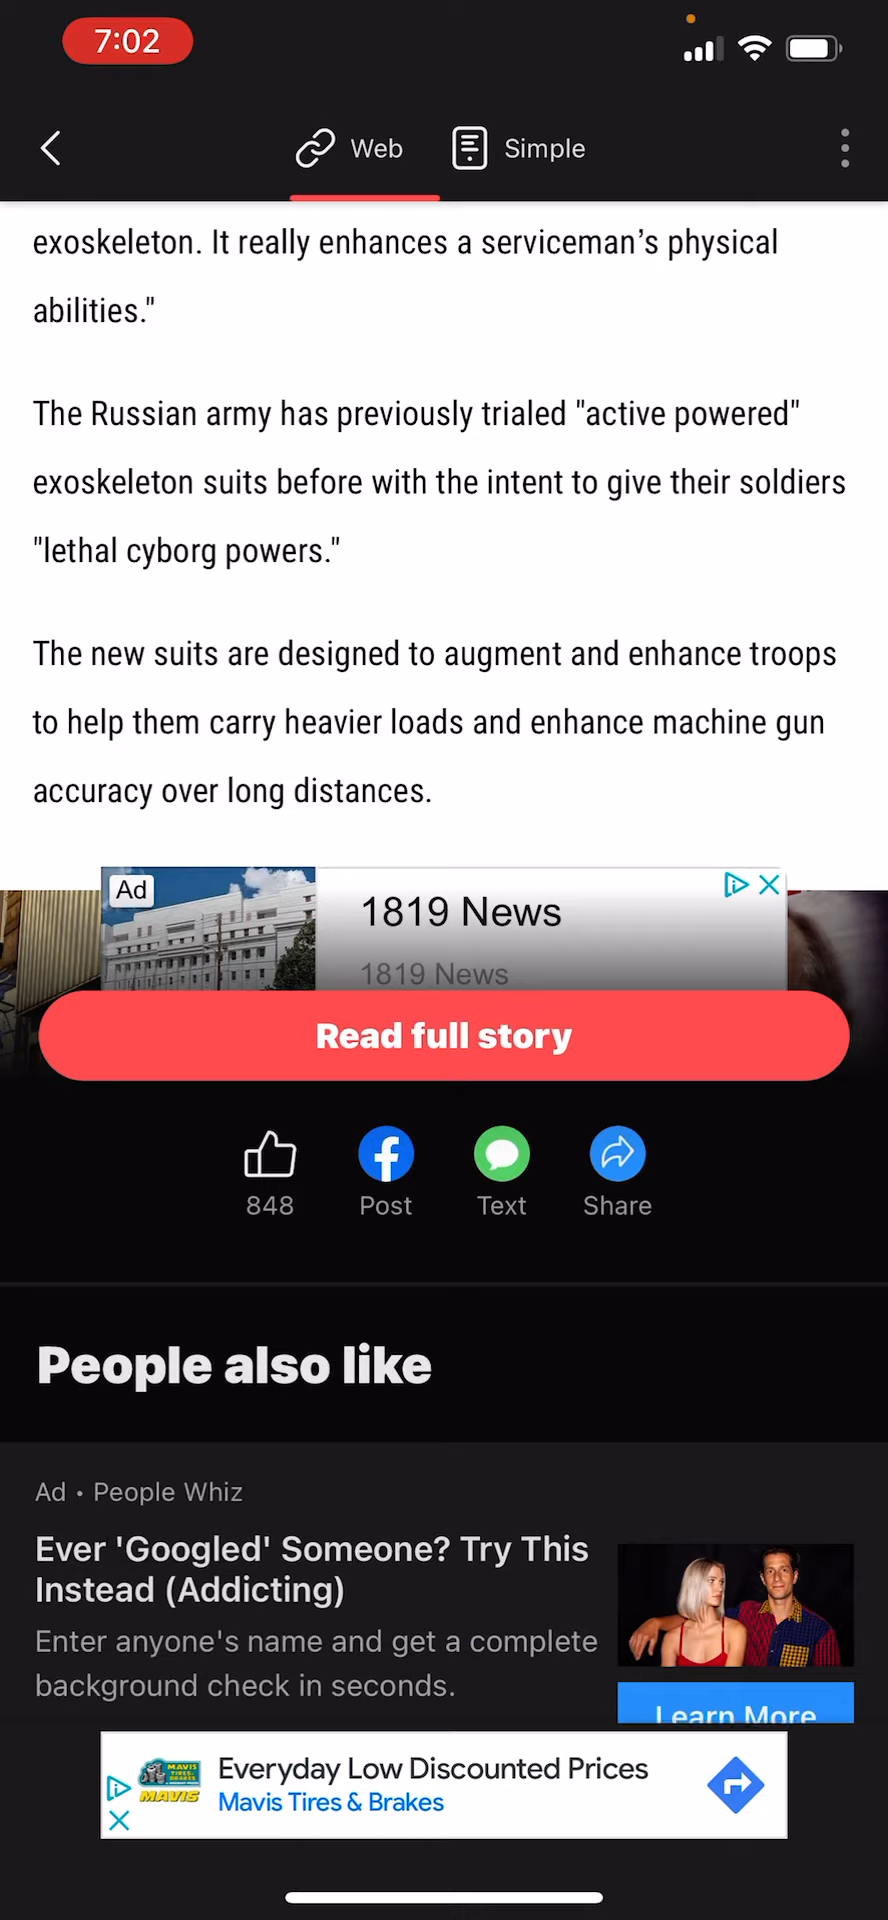 7:02
Web
Simple
exoskeleton. It really enhances a serviceman’s physical
abilities."
The Russian army has previously trialed "active powered"
exoskeleton suits before with the intent to give their soldiers
"lethal cyborg powers."
The new suits are designed to augment and enhance troops
to help them carry heavier loads and enhance machine gun
accuracy over long distances.
Ad
1819 News
1819 News
Read full story
848
Post
Text
Share
People also like
Ad • People Whiz
Ever 'Googled' Someone? Try This
Instead (Addicting)
Enter anyone's name and get a complete
background check in seconds.
Learn More
MAVIS
TIRES &
BRAKES
MAVIS
Everyday Low Discounted Prices
Mavis Tires & Brakes